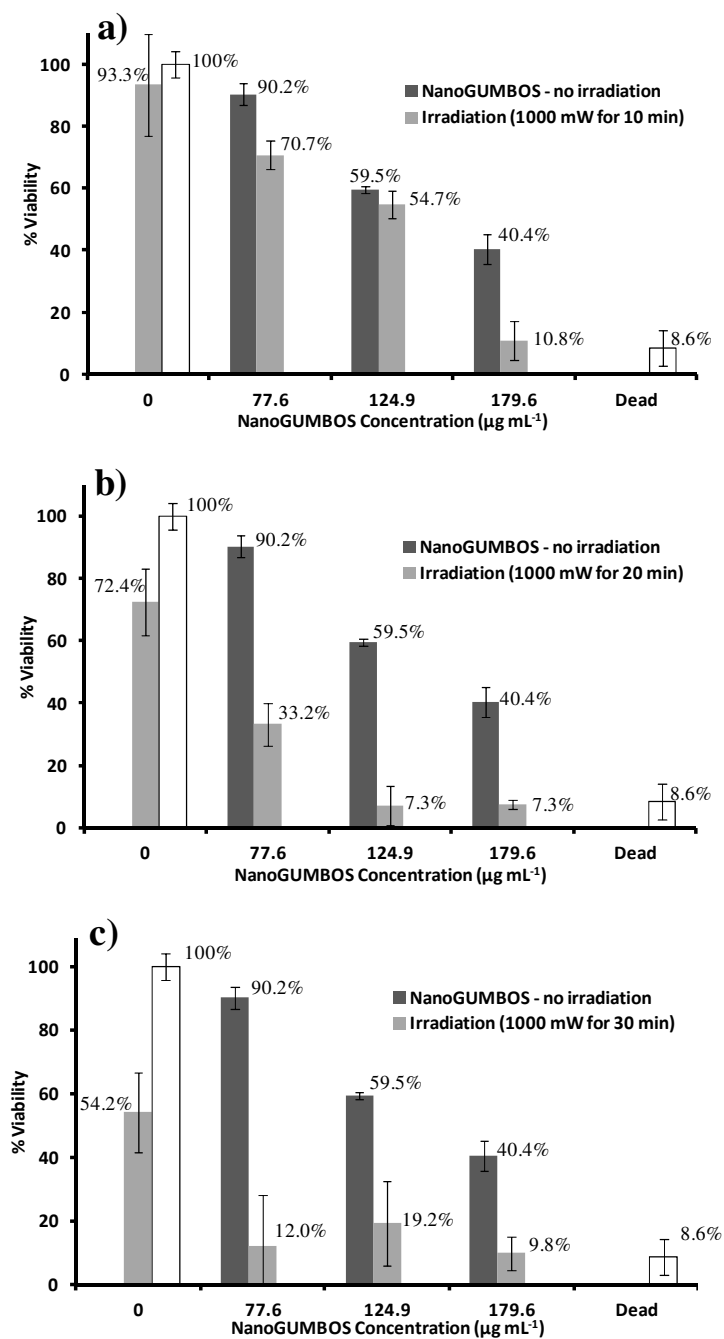 a)
93.3%
100%
90.2%
70.7%
59.5%
54.7%
40.4%
10.8%
8.6%
NanoGUMBOS - no irradiation
Irradiation (1000 mW for 10 min)
% Viability
100
80
60
40
20
0
0 77.6 124.9 179.6 Dead
NanoGUMBOS Concentration (µg mL-1)
b)
72.4%
100%
90.2%
33.2%
59.5%
7.3%
40.4%
7.3%
8.6%
NanoGUMBOS - no irradiation
Irradiation (1000 mW for 20 min)
% Viability
100
80
60
40
20
0
0 77.6 124.9 179.6 Dead
NanoGUMBOS Concentration (µg mL-1)
c)
54.2%
100%
90.2%
12.0%
59.5%
19.2%
40.4%
9.8%
8.6%
NanoGUMBOS - no irradiation
Irradiation (1000 mW for 30 min)
% Viability
100
80
60
40
20
0
0 77.6 124.9 179.6 Dead
NanoGUMBOS Concentration (µg mL-1)